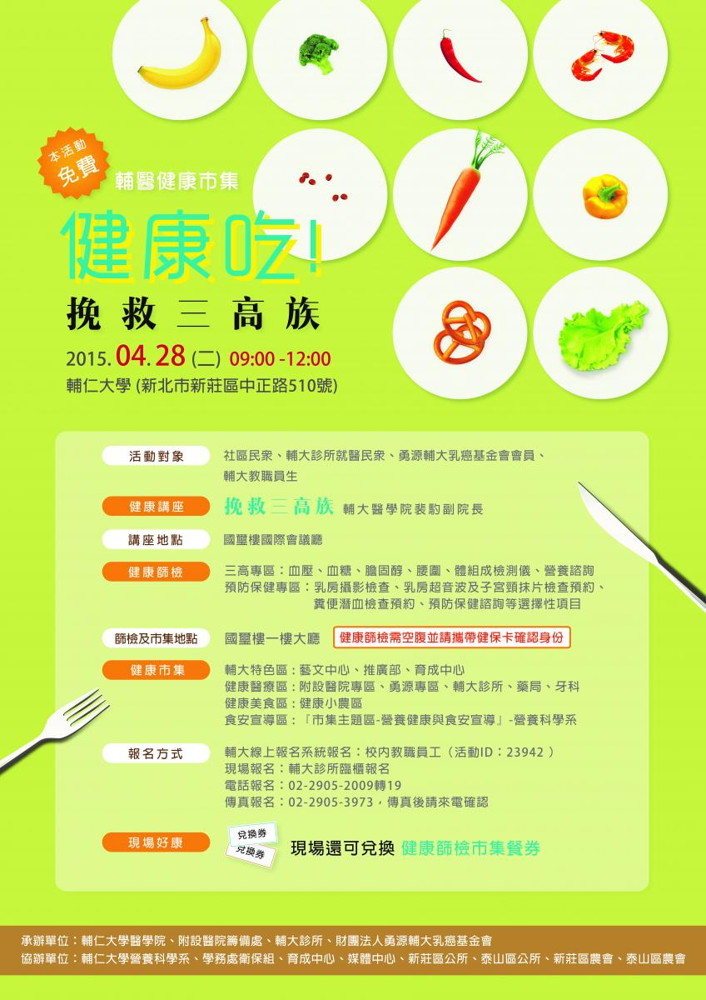 本活動
免費
輔醫健康市集
健康吃!
挽救三高族
2015.04.28 (二) 09:00 -12:00
輔仁大學 (新北市新莊區中正路510號)
活動對象 社區民眾、輔大診所就醫民眾、勇源輔大乳癌基金會會員、
輔大教職員生
健康講座 挽救三高族 輔大醫學院裴馰副院長
講座地點 國璽樓國際會議廳
健康篩檢 三高專區：血壓、血糖、膽固醇、腰圍、體組成檢測儀、營養諮詢
預防保健專區：乳房攝影檢查、乳房超音波及子宮頸抹片檢查預約、
糞便潛血檢查預約、預防保健諮詢等選擇性項目
篩檢及市集地點 國璽樓一樓大廳 健康篩檢需空腹並請攜帶健保卡確認身份
健康市集 輔大特色區：藝文中心、推廣部、育成中心
健康醫療區：附設醫院專區、勇源專區、輔大診所、藥局、牙科
健康美食區：健康小農區
食安宣導區：『市集主題區-營養健康與食安宣導』-營養科學系
報名方式 輔大線上報名系統報名：校內教職員工（活動ID：23942 ）
現場報名：輔大診所臨櫃報名
電話報名：02-2905-2009轉19
傳真報名：02-2905-3973，傳真後請來電確認
現場好康 兌換券
兌換券
現場還可兌換 健康篩檢市集餐券
承辦單位：輔仁大學醫學院、附設醫院籌備處、輔大診所、財團法人勇源輔大乳癌基金會
協辦單位：輔仁大學營養科學系、學務處衛保組、育成中心、媒體中心、新莊區公所、泰山區公所、新莊區農會、泰山區農會